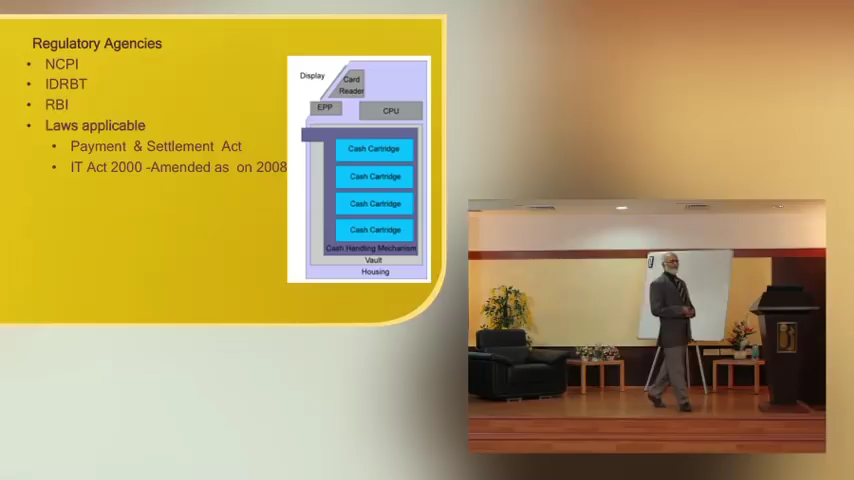 Regulatory Agencies
• NCPI
• IDRBT
• RBI
• Laws applicable
• Payment & Settlement Act
• IT Act 2000 -Amended as on 2008
Display
Card
Reader
EPP
CPU
Cash Cartridge
Cash Cartridge
Cash Cartridge
Cash Cartridge
Cash Handling Mechanism
Vault
Housing